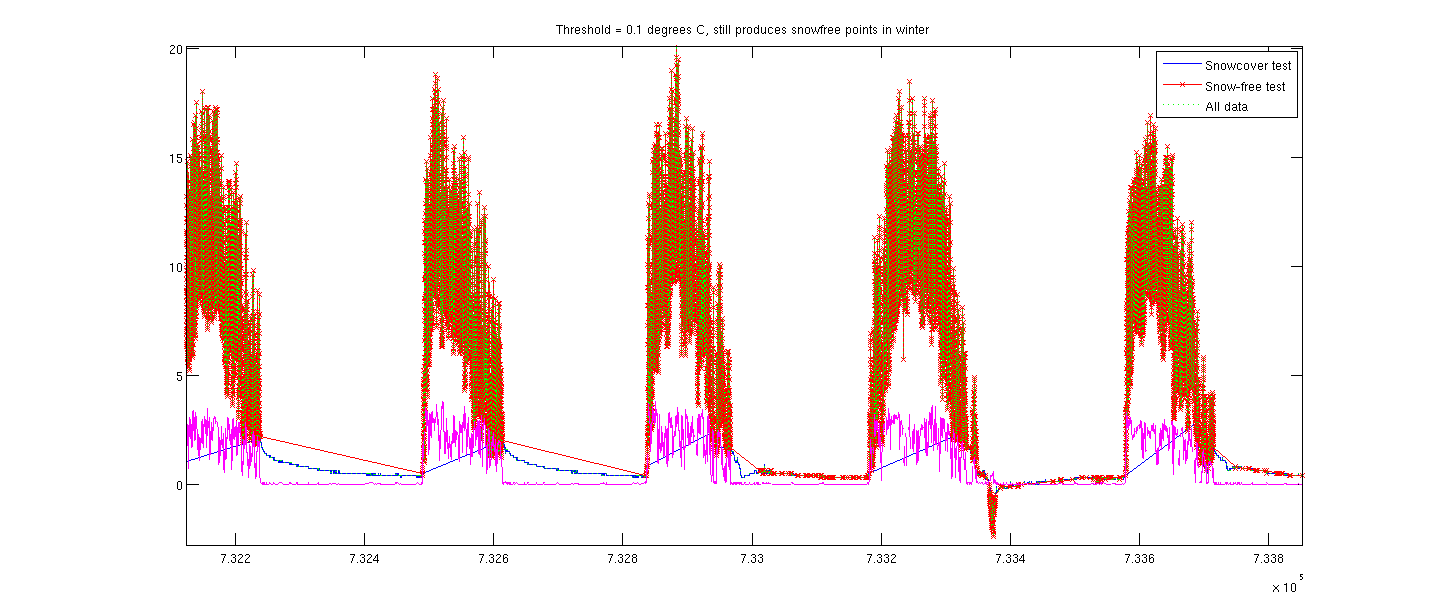 Threshold = 0.1 degrees C, still produces snowfree points in winter
Snowcover test
Snow-free test
All data
20
15
10
5
0
7.322 7.324 7.326 7.328 7.33 7.332 7.334 7.336 7.338
× 10^5